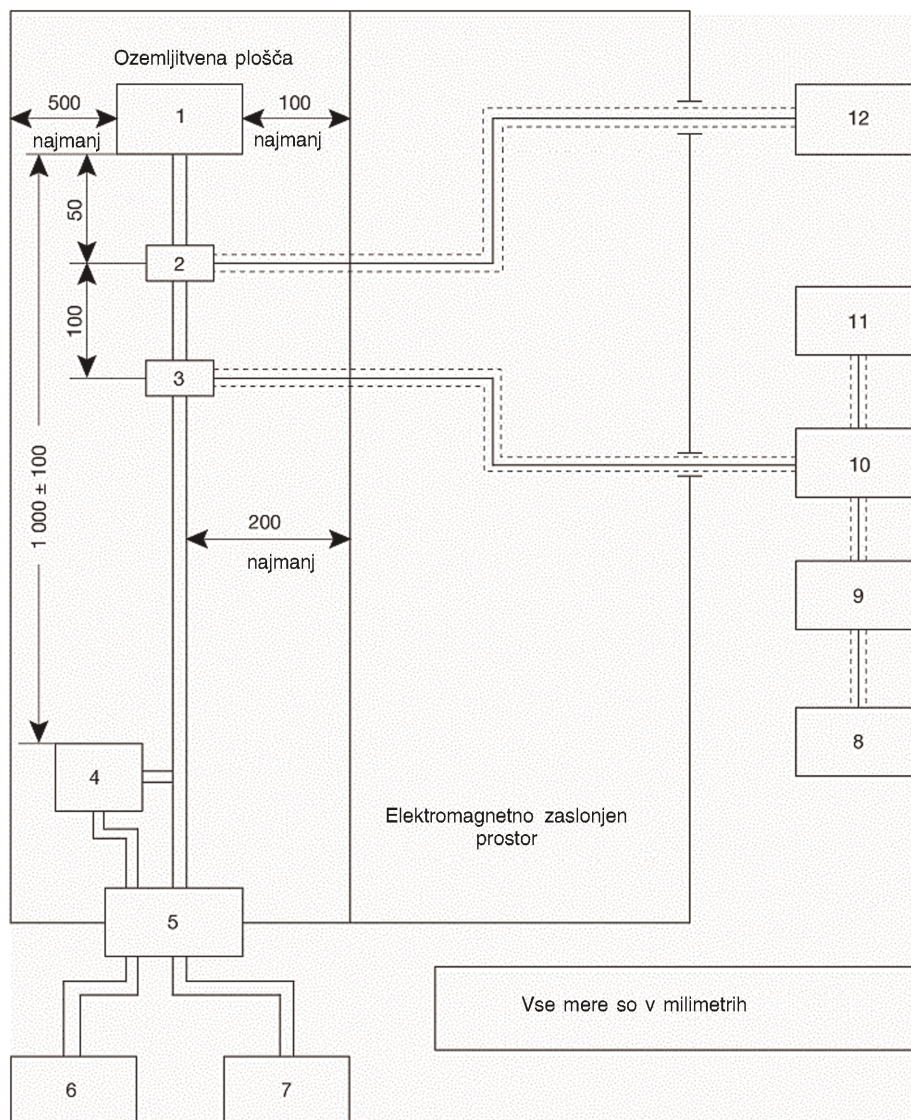 Ozemljitvena plošča
500
najmanj
1
100
najmanj
12
50
2
100
3
11
1 000 ± 100
10
200
najmanj
9
8
4
Elektromagnetno zaslonjen
prostor
5
Vse mere so v milimetrih
6
7